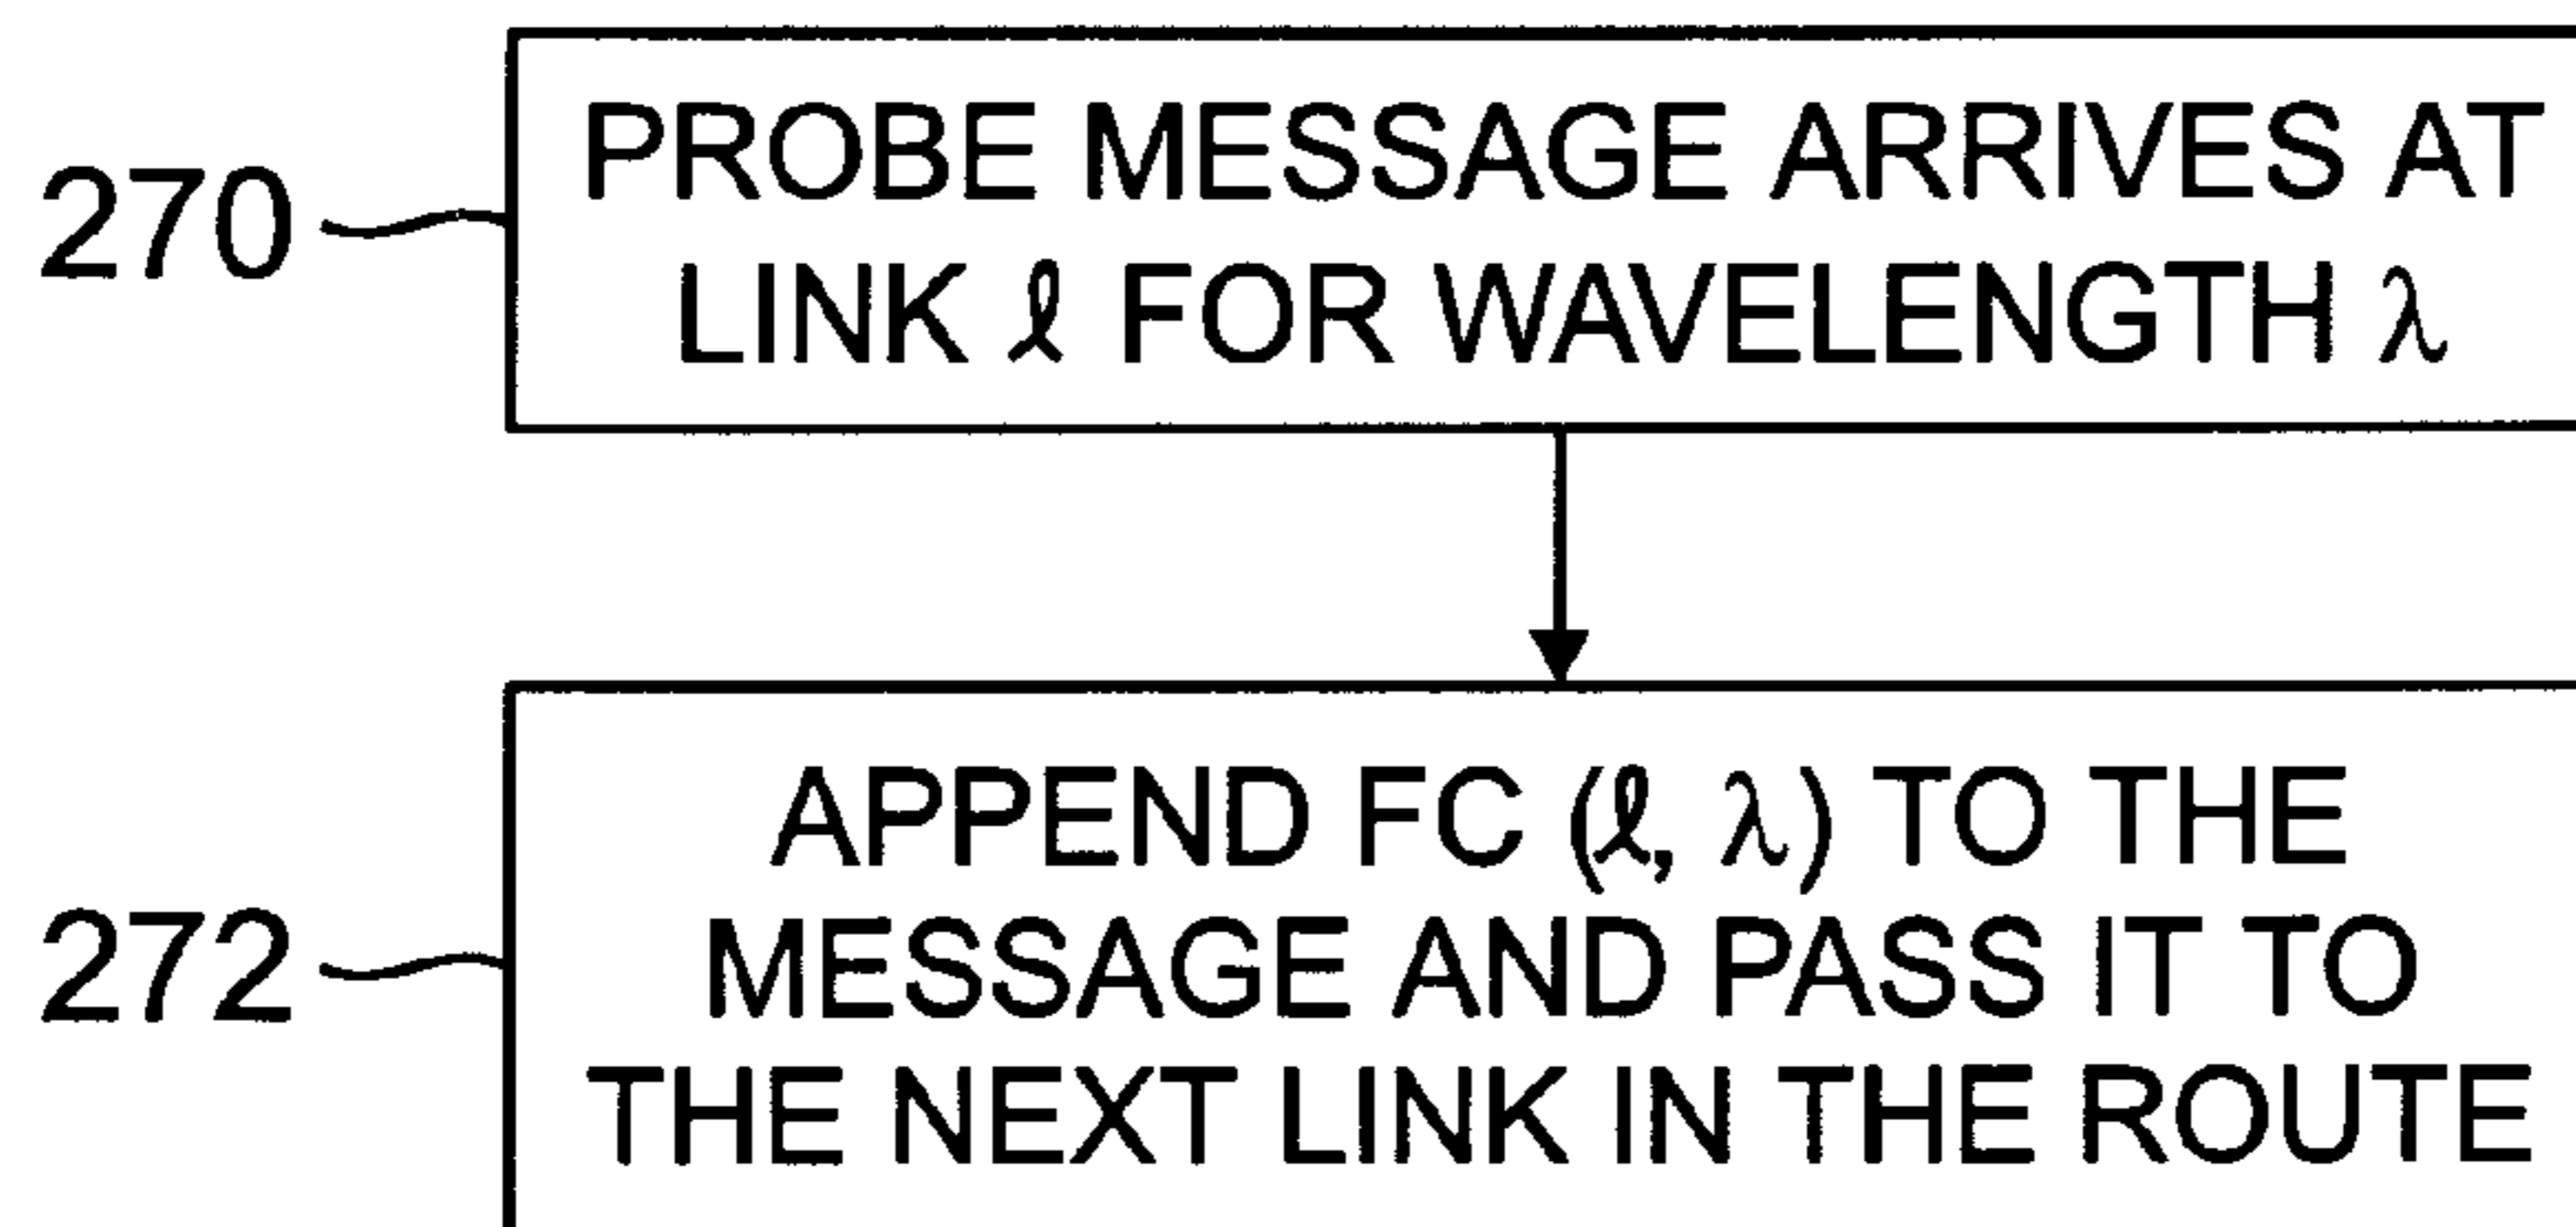 270
PROBE MESSAGE ARRIVES AT
LINK ℓ FOR WAVELENGTH λ
272
APPEND FC (ℓ, λ) TO THE
MESSAGE AND PASS IT TO
THE NEXT LINK IN THE ROUTE